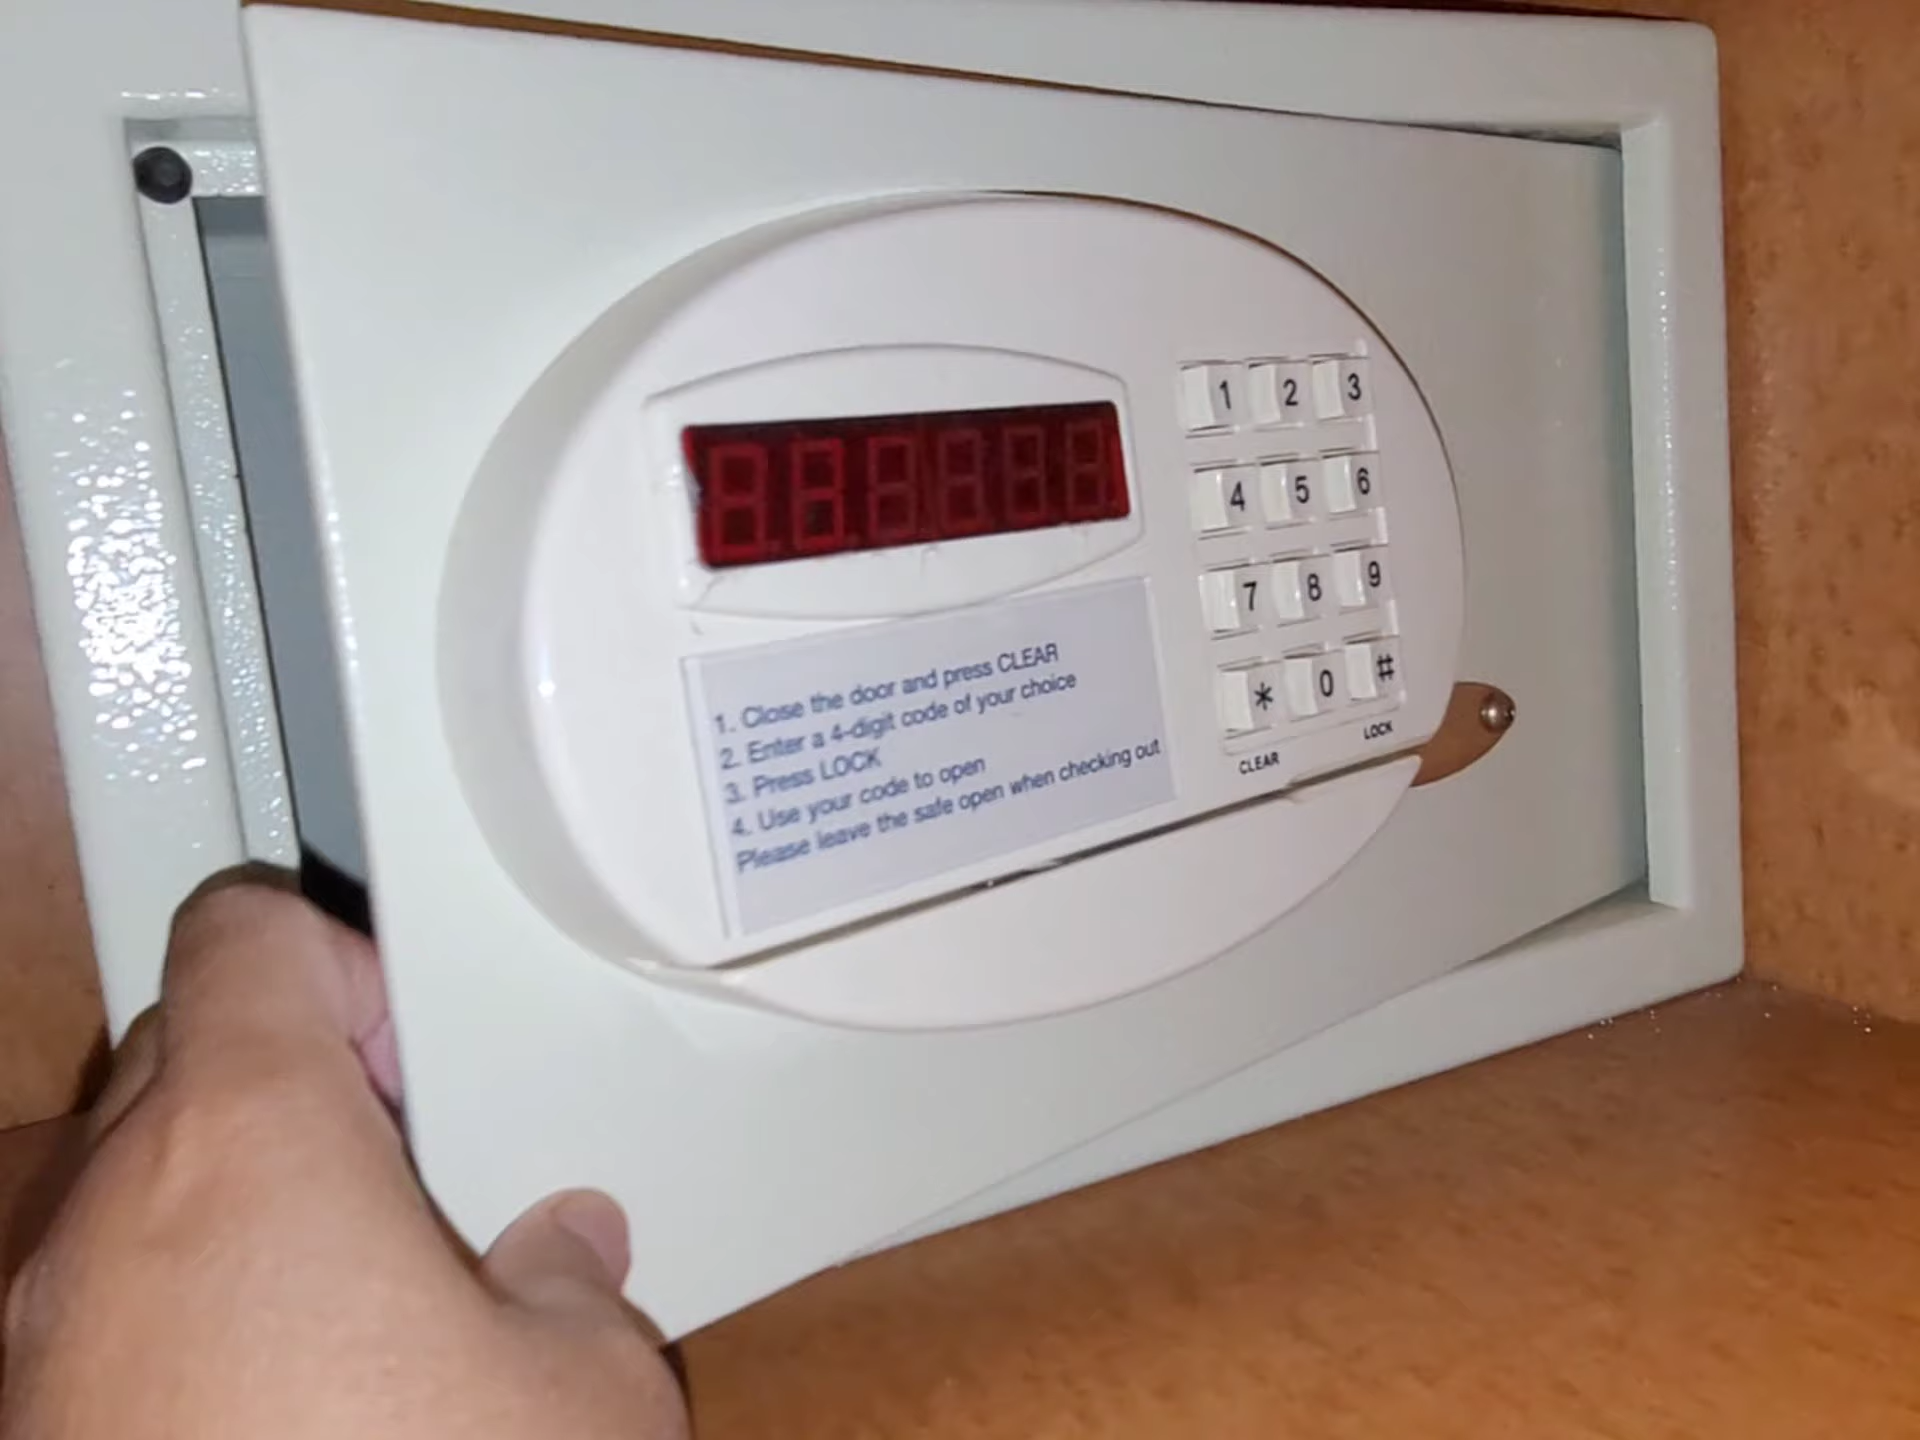 1 2 3
4 5 6
7 8 9
* 0 #
CLEAR LOCK
1. Close the door and press CLEAR
2. Enter a 4-digit code of your choice
3. Press LOCK
4. Use your code to open
Please leave the safe open when checking out